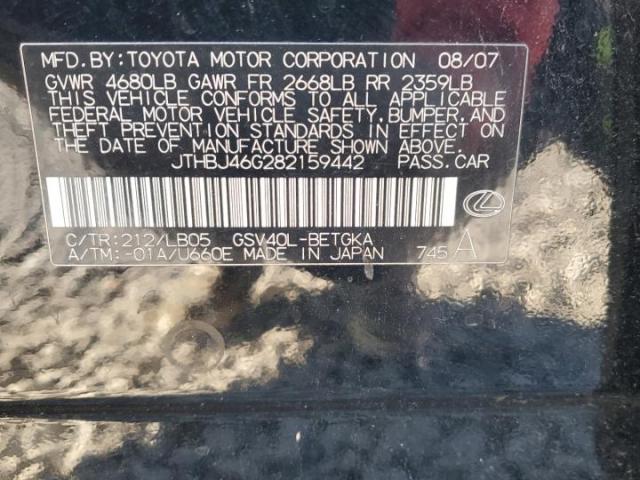 MFD. BY: TOYOTA MOTOR CORPORATION 08/07
GVWR 4680LB GAWR FR 2668LB RR 2359LB
THIS VEHICLE CONFORMS TO ALL APPLICABLE
FEDERAL MOTOR VEHICLE SAFETY, BUMPER, AND
THEFT PREVENTION STANDARDS IN EFFECT ON
THE DATE OF MANUFACTURE SHOWN ABOVE.
JTHBJ46G282159442 PASS. CAR
C/TR: 212/LB05 GSV40L-BETGKA
A/TM: -01A/U660E MADE IN JAPAN 745 A